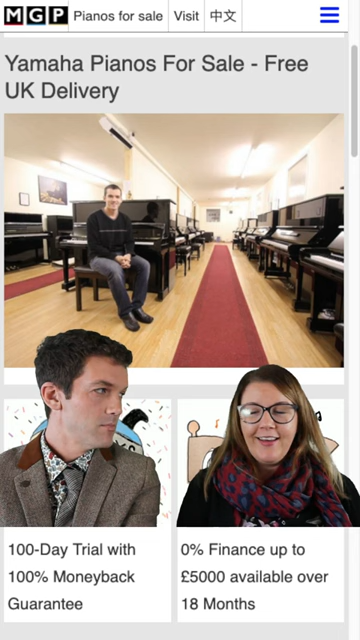 MGP Pianos for sale Visit 中文
Yamaha Pianos For Sale - Free
UK Delivery
100-Day Trial with
100% Moneyback
Guarantee
0% Finance up to
£5000 available over
18 Months